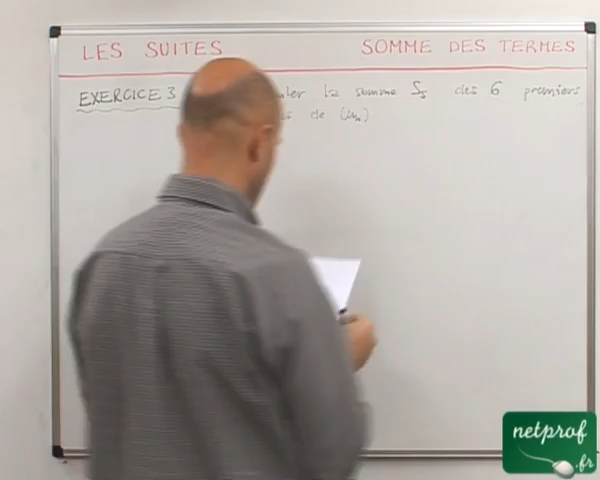 LES SUITES SOMME DES TERMES
EXERCICE 3 la somme S5 des 6 premiers
de (un)
netprof
.fr